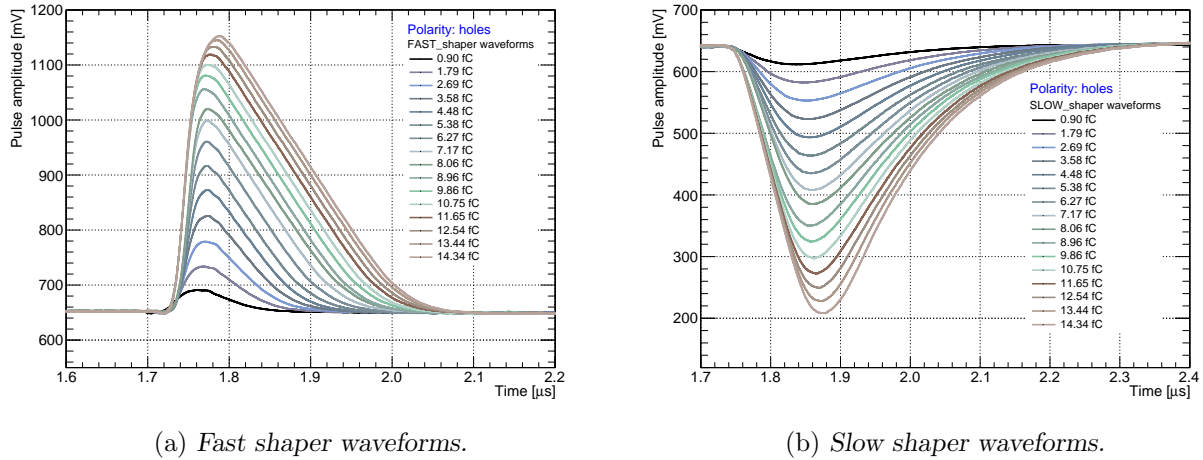 Pulse amplitude [mV]
1200
1100
1000
900
800
700
600
1.6
1.7
1.8
1.9
2.0
2.1
2.2
Time [μs]
Polarity: holes
FAST_shaper waveforms
0.90 fC
1.79 fC
2.69 fC
3.58 fC
4.48 fC
5.38 fC
6.27 fC
7.17 fC
8.06 fC
8.96 fC
9.86 fC
10.75 fC
11.65 fC
12.54 fC
13.44 fC
14.34 fC
(a) Fast shaper waveforms.
Pulse amplitude [mV]
700
600
500
400
300
200
1.7
1.8
1.9
2.0
2.1
2.2
2.3
2.4
Time [μs]
Polarity: holes
SLOW_shaper waveforms
0.90 fC
1.79 fC
2.69 fC
3.58 fC
4.48 fC
5.38 fC
6.27 fC
7.17 fC
8.06 fC
8.96 fC
9.86 fC
10.75 fC
11.65 fC
12.54 fC
13.44 fC
14.34 fC
(b) Slow shaper waveforms.